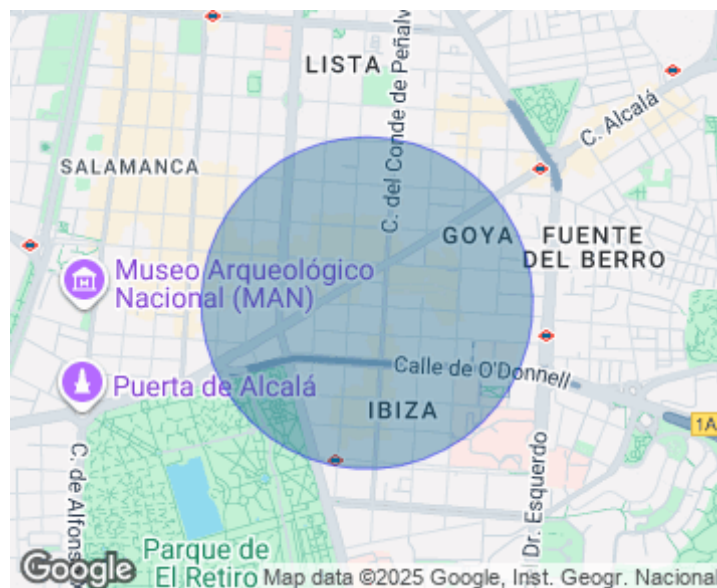 LISTA
C. del Conde de Peñalv
C. Alcalá
SALAMANCA
GOYA
FUENTE
DEL BERRO
Museo Arqueológico
Nacional (MAN)
Puerta de Alcalá
Calle de O'Donnell
IBIZA
1A
C. de Alfons
Dr. Esquerdo
Parque de
El Retiro
Google
Map data ©2025 Google, Inst. Geogr. Nacional